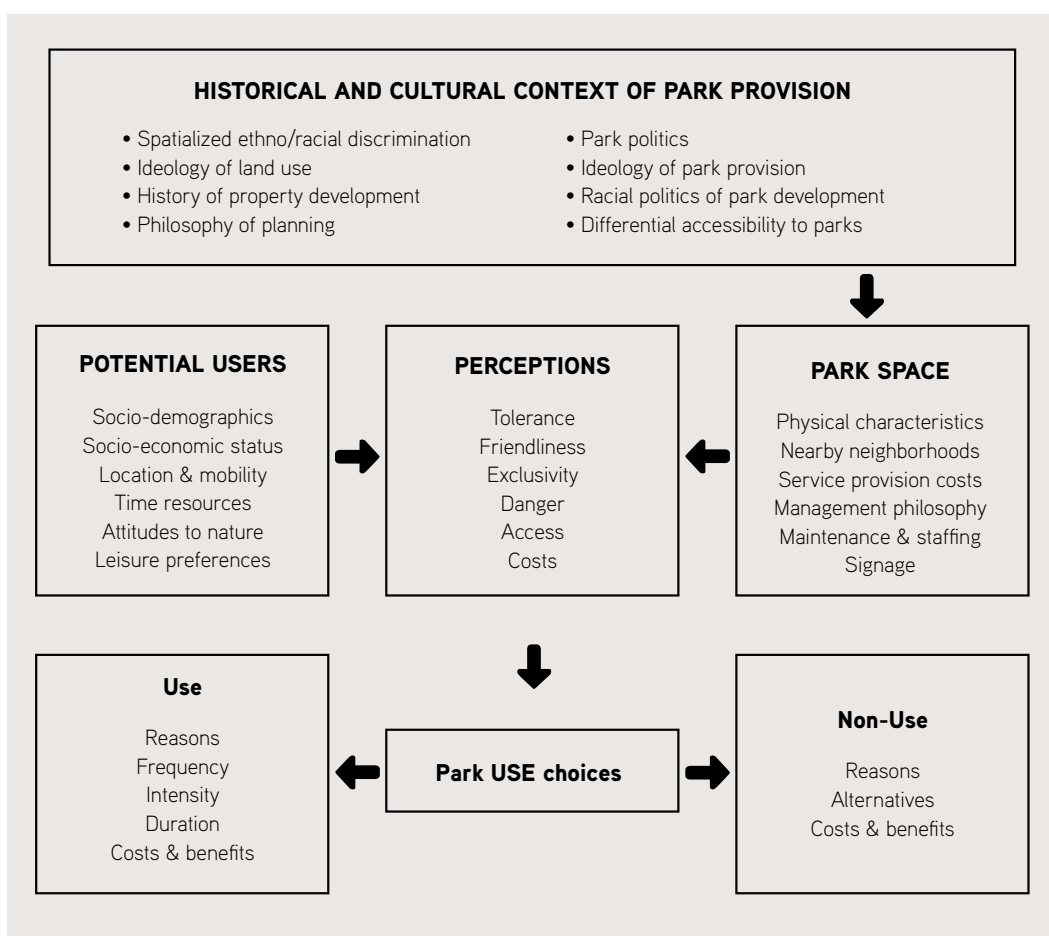 HISTORICAL AND CULTURAL CONTEXT OF PARK PROVISION
• Spatialized ethno/racial discrimination
• Ideology of land use
• History of property development
• Philosophy of planning
• Park politics
• Ideology of park provision
• Racial politics of park development
• Differential accessibility to parks
POTENTIAL USERS
Socio-demographics
Socio-economic status
Location & mobility
Time resources
Attitudes to nature
Leisure preferences
PERCEPTIONS
Tolerance
Friendliness
Exclusivity
Danger
Access
Costs
PARK SPACE
Physical characteristics
Nearby neighborhoods
Service provision costs
Management philosophy
Maintenance & staffing
Signage
Use
Reasons
Frequency
Intensity
Duration
Costs & benefits
Park USE choices
Non-Use
Reasons
Alternatives
Costs & benefits